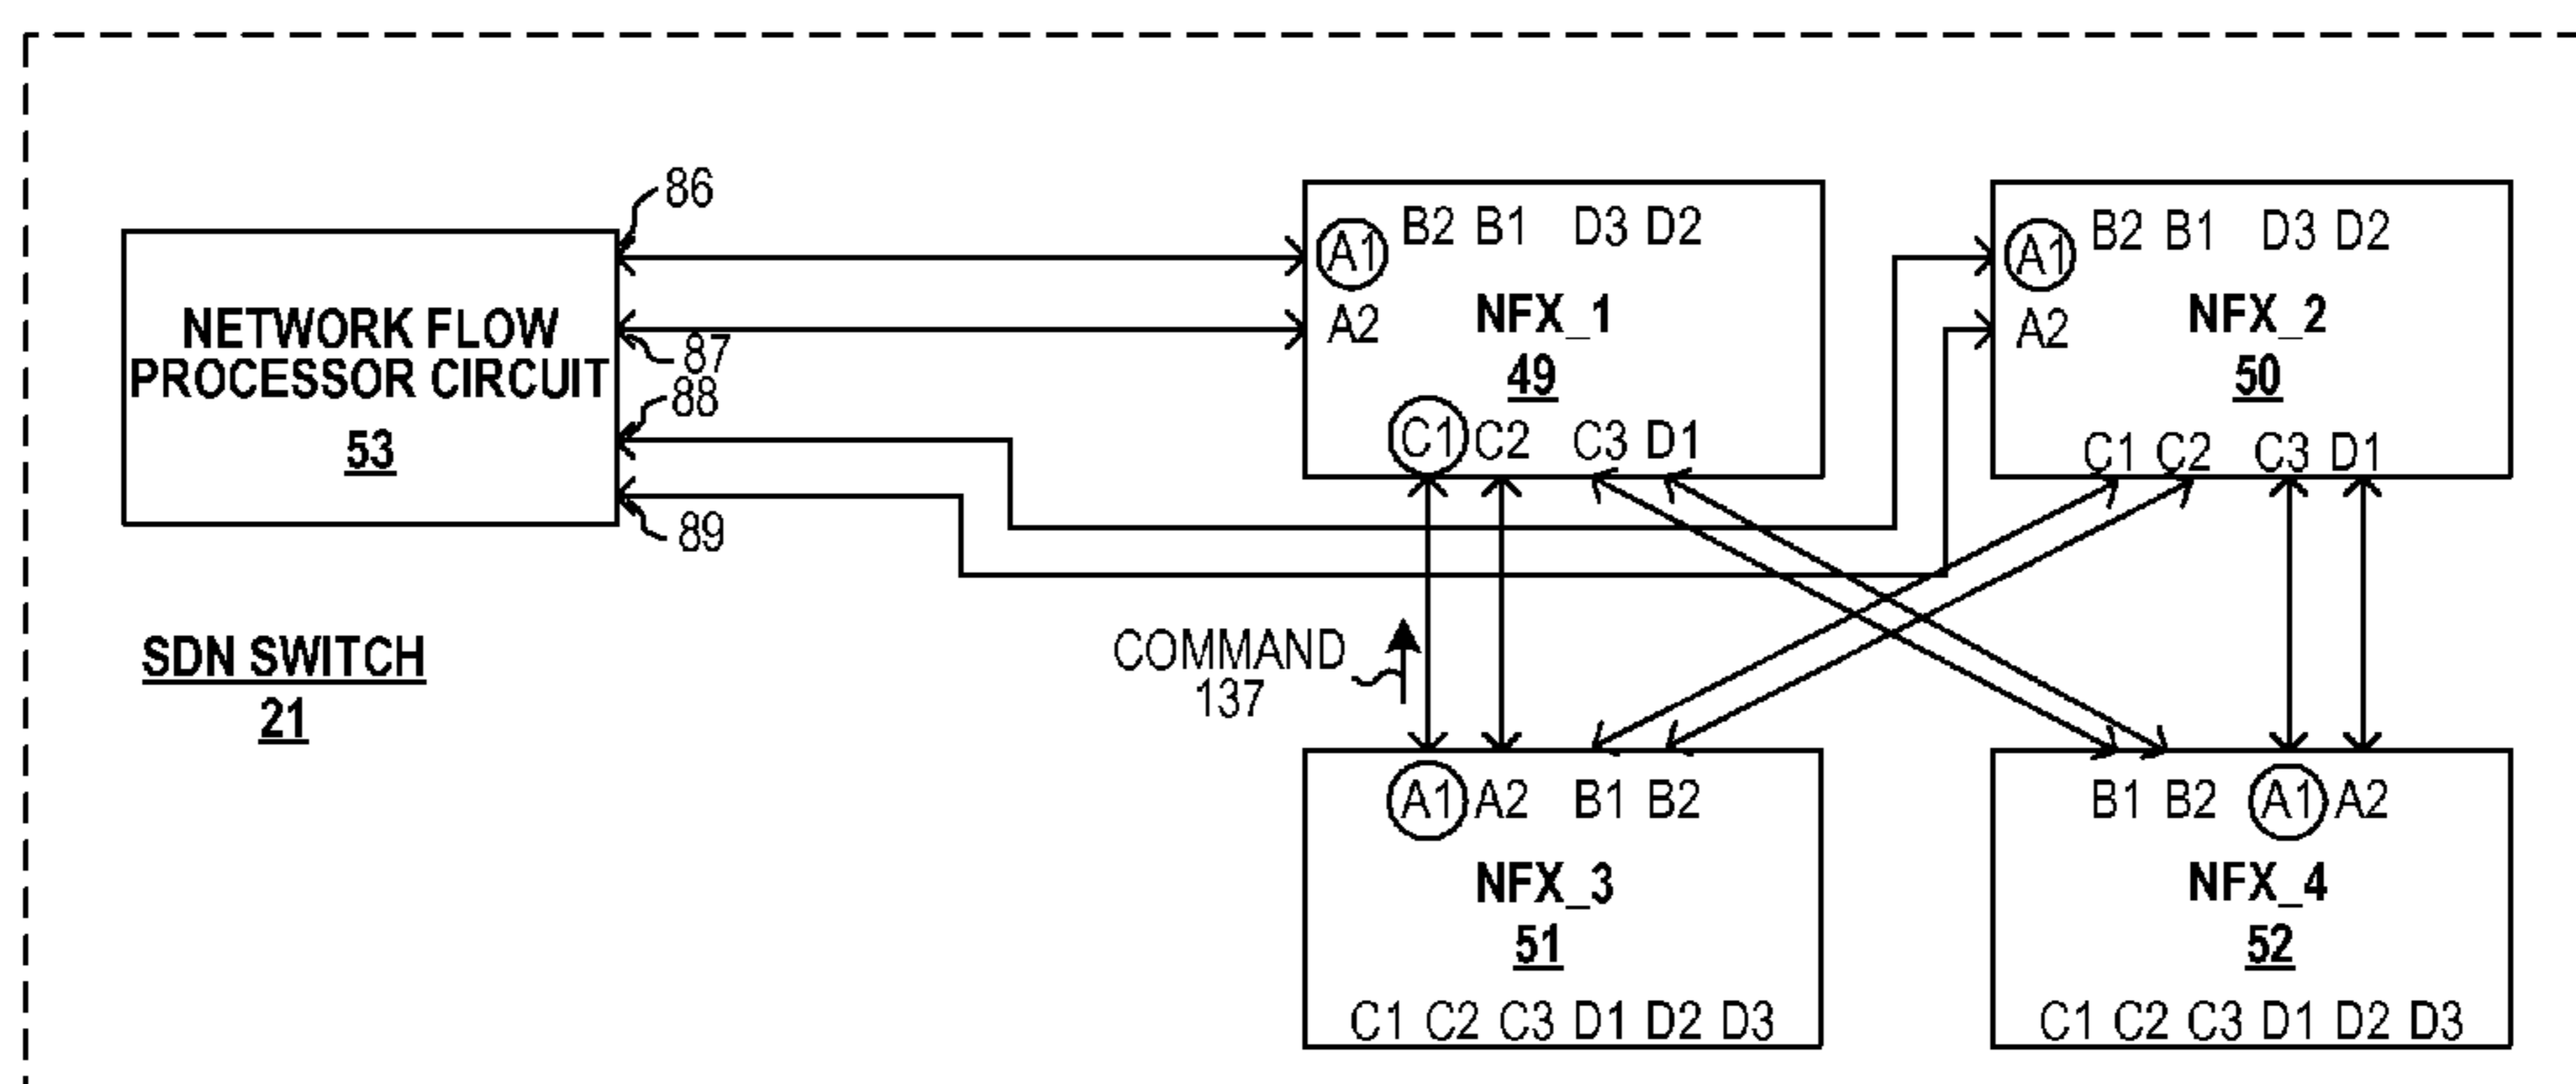 86
B2 B1 D3 D2
A1
A2
NFX_1
49
C1 C2 C3 D1
B2 B1 D3 D2
A1
A2
NFX_2
50
C1 C2 C3 D1
NETWORK FLOW
PROCESSOR CIRCUIT
53
87
88
89
SDN SWITCH
21
COMMAND
137
A1 A2 B1 B2
NFX_3
51
C1 C2 C3 D1 D2 D3
B1 B2 A1 A2
NFX_4
52
C1 C2 C3 D1 D2 D3